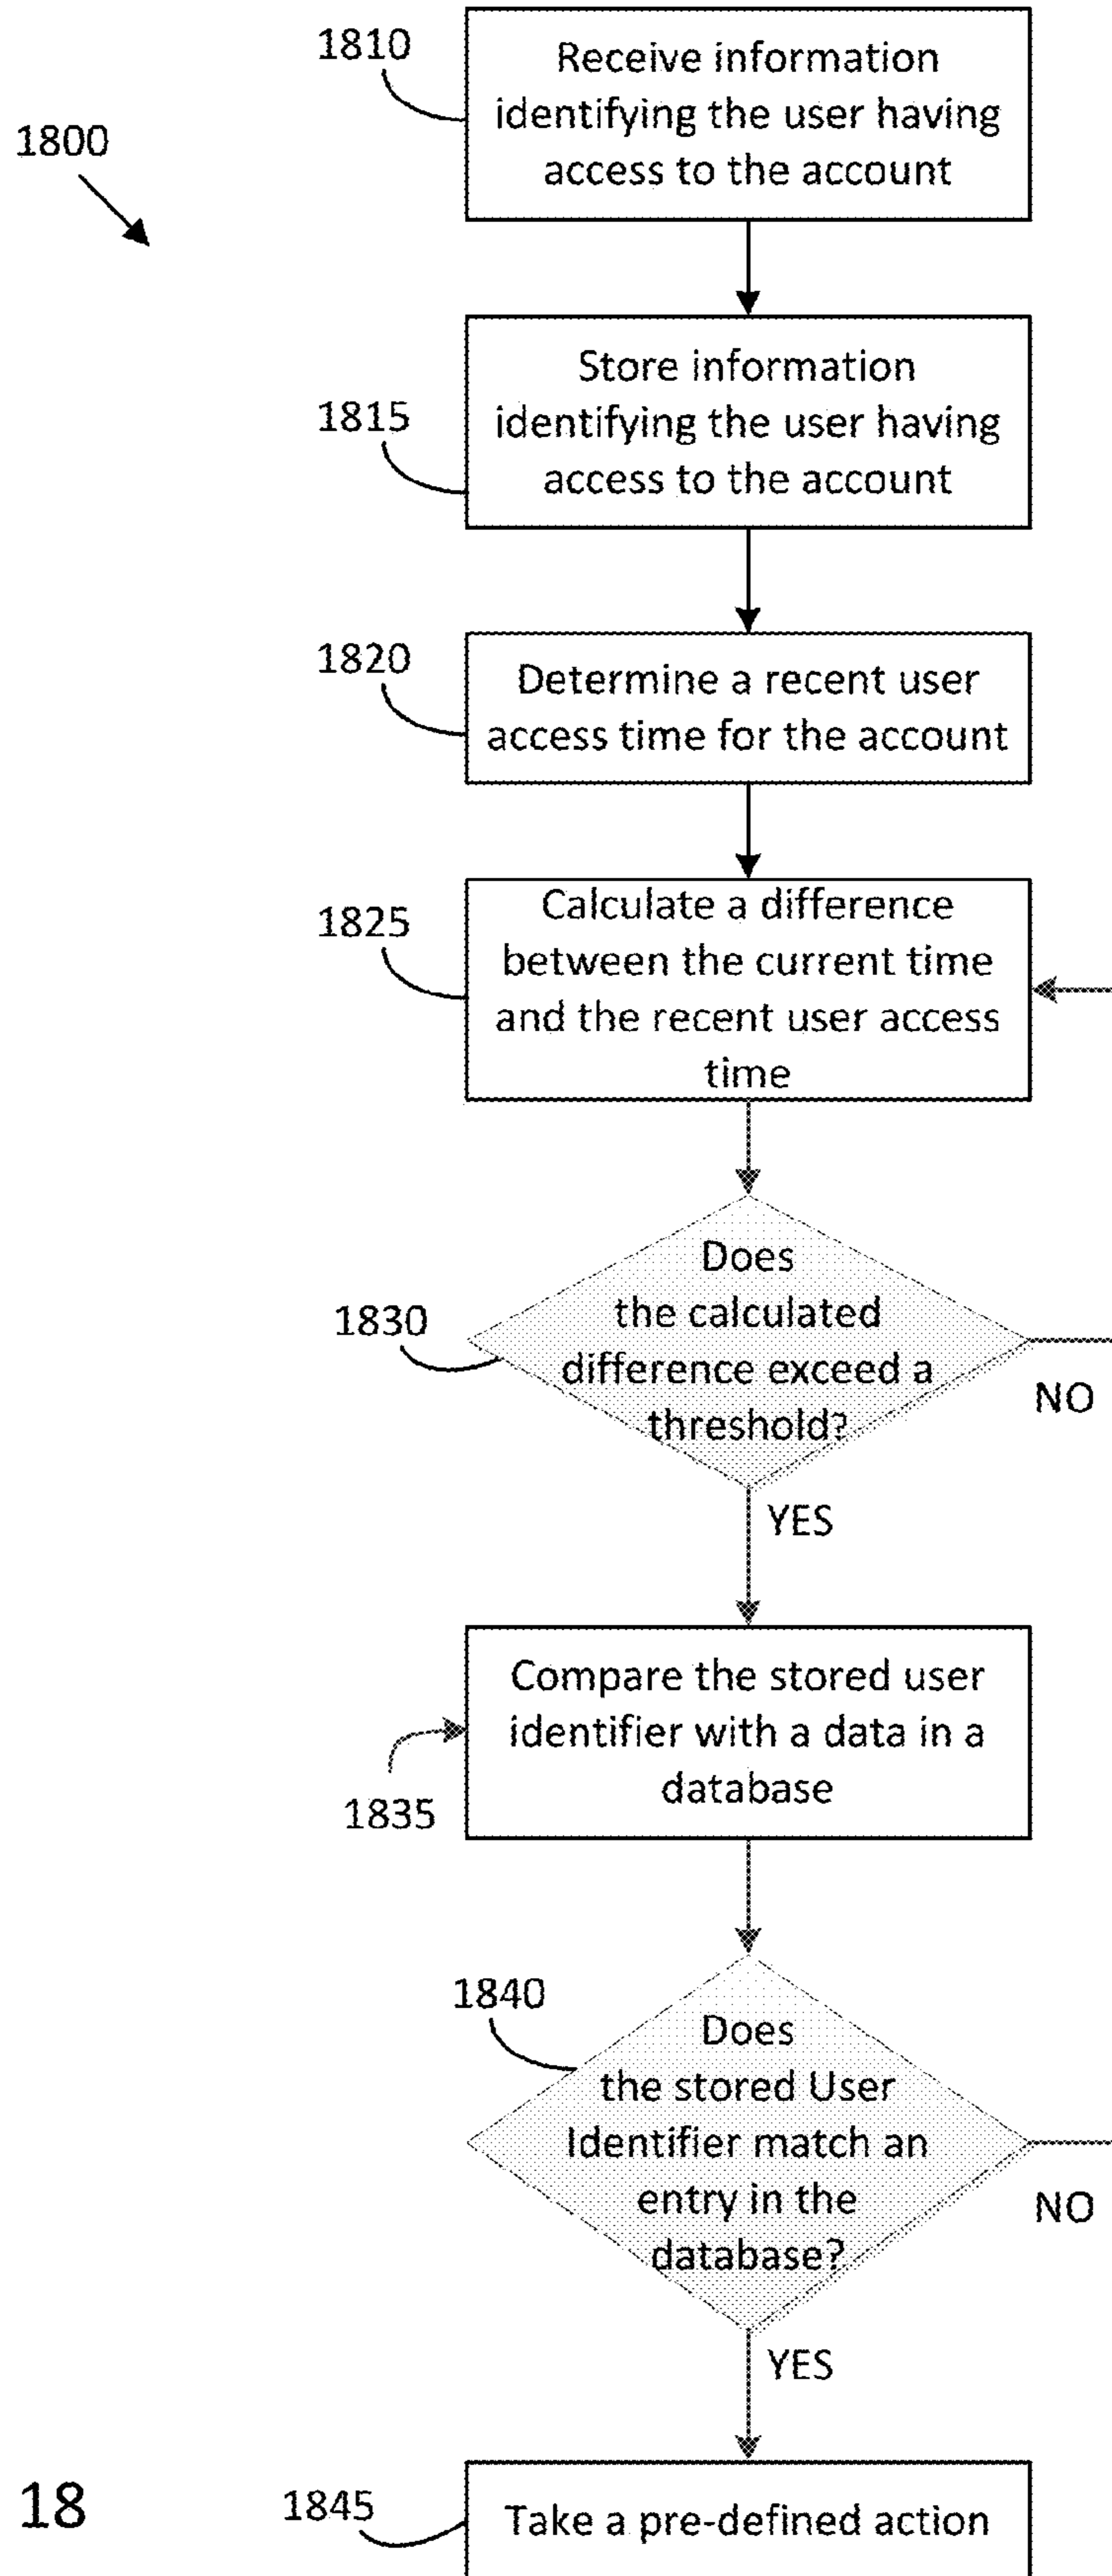 1800
1810
Receive information
identifying the user having
access to the account
1815
Store information
identifying the user having
access to the account
1820
Determine a recent user
access time for the account
1825
Calculate a difference
between the current time
and the recent user access
time
1830
Does
the calculated
difference exceed a
threshold?
NO
YES
1835
Compare the stored user
identifier with a data in a
database
1840
Does
the stored User
Identifier match an
entry in the
database?
NO
YES
18
1845
Take a pre-defined action